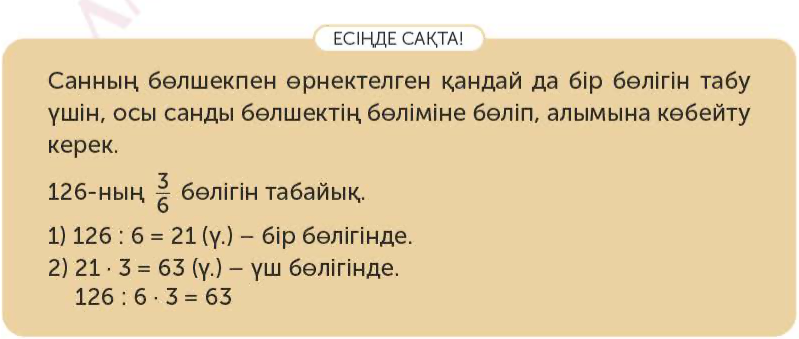 ЕСІҢДЕ САҚТА!
Санның бөлшекпен өрнектелген қандай да бір бөлігін табу
үшін, осы санды бөлшектің бөліміне бөліп, алымына көбейту
керек.
126-ның 3/6 бөлігін табайық.
1) 126 : 6 = 21 (ү.) – бір бөлігінде.
2) 21 · 3 = 63 (ү.) – үш бөлігінде.
126 : 6 · 3 = 63